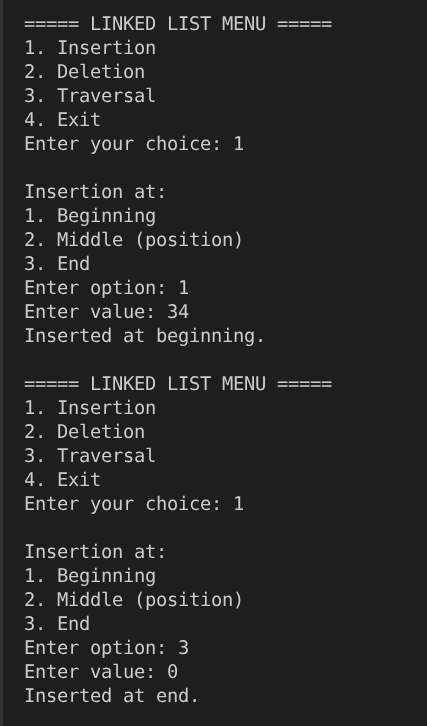 ===== LINKED LIST MENU =====
1. Insertion
2. Deletion
3. Traversal
4. Exit
Enter your choice: 1

Insertion at:
1. Beginning
2. Middle (position)
3. End
Enter option: 1
Enter value: 34
Inserted at beginning.

===== LINKED LIST MENU =====
1. Insertion
2. Deletion
3. Traversal
4. Exit
Enter your choice: 1

Insertion at:
1. Beginning
2. Middle (position)
3. End
Enter option: 3
Enter value: 0
Inserted at end.